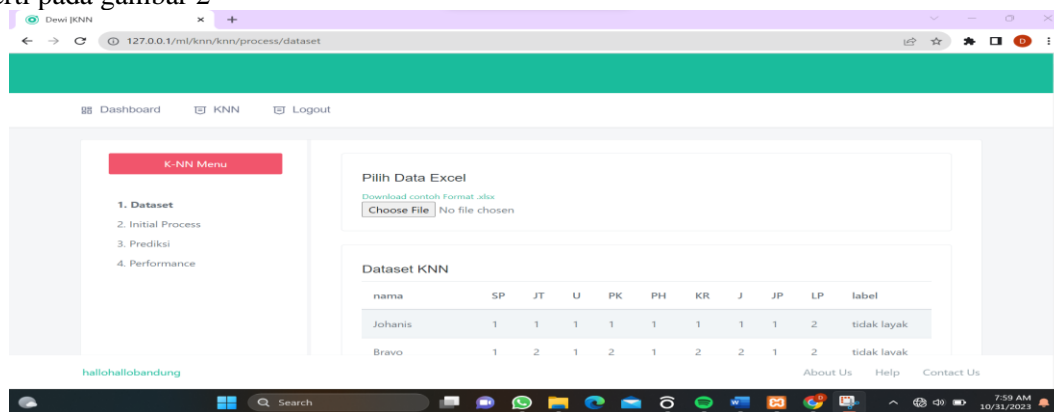 erti pada gambar 2
Dewi |KNN
127.0.0.1/ml/knn/knn/process/dataset
D
Dashboard KNN Logout
K-NN Menu
1. Dataset
2. Initial Process
3. Prediksi
4. Performance
Pilih Data Excel
Download contoh Format .xlsx
Choose File No file chosen
Dataset KNN
nama SP JT U PK PH KR J JP LP label
Johanis 1 1 1 1 1 1 1 1 2 tidak layak
Bravo 1 2 1 2 1 2 2 1 2 tidak layak
hallohallobandung About Us Help Contact Us
Search
7:59 AM
10/31/2023